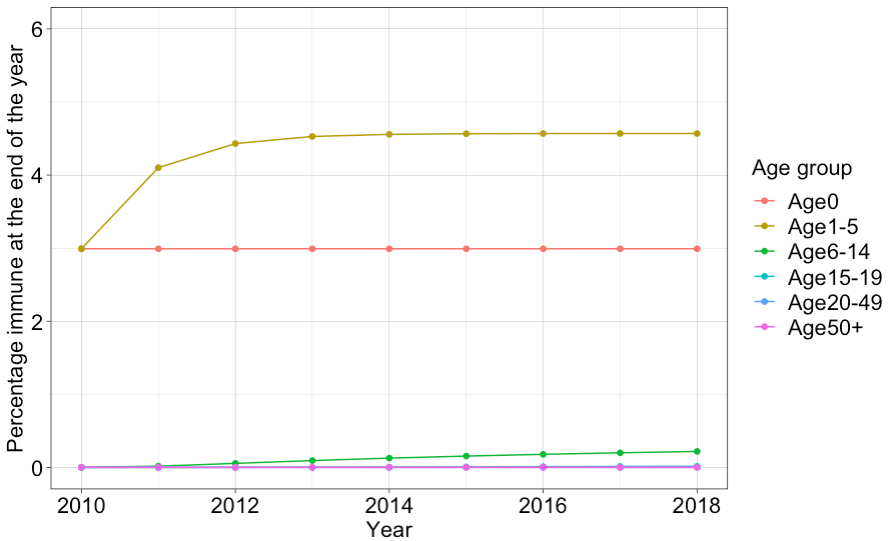 Percentage immune at the end of the year
6
4
2
0
2010 2012 2014 2016 2018
Year
Age group
Age0
Age1-5
Age6-14
Age15-19
Age20-49
Age50+